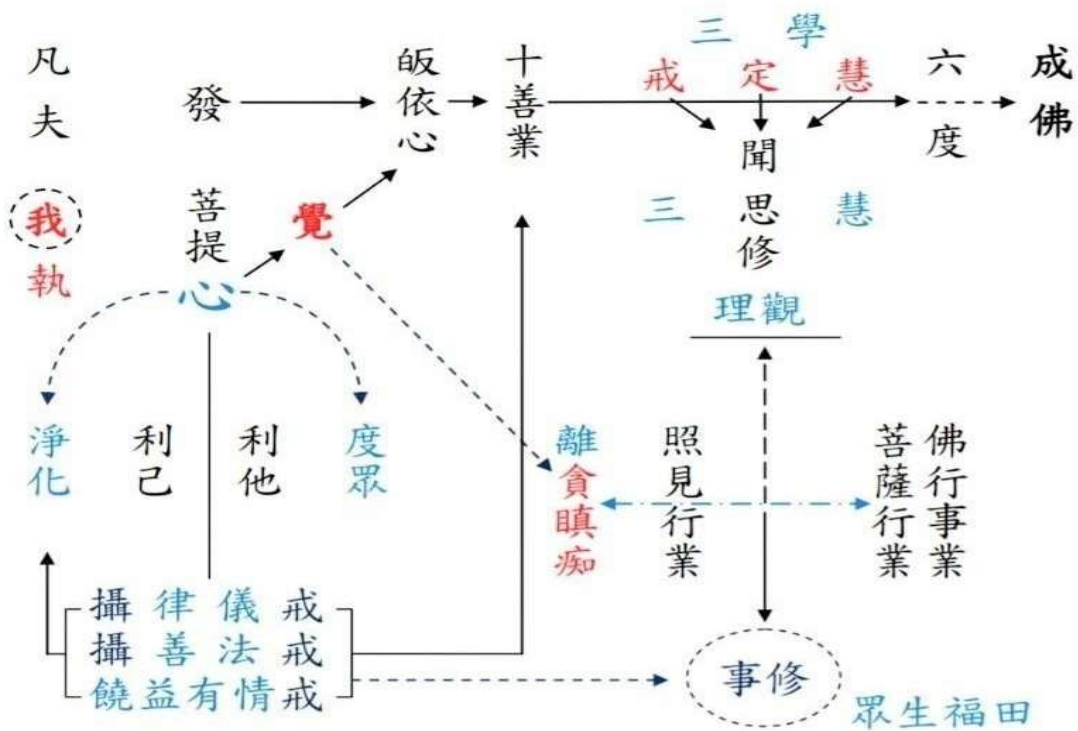 凡夫
我執
發菩提心
覺
皈依心
十善業
三學
戒定慧
聞思修
三慧
理觀
六度
成佛
淨化
利己
利他
度眾
離貪瞋痴
照見行業
菩薩行業
佛行事業
攝律儀戒
攝善法戒
饒益有情戒
事修
眾生福田